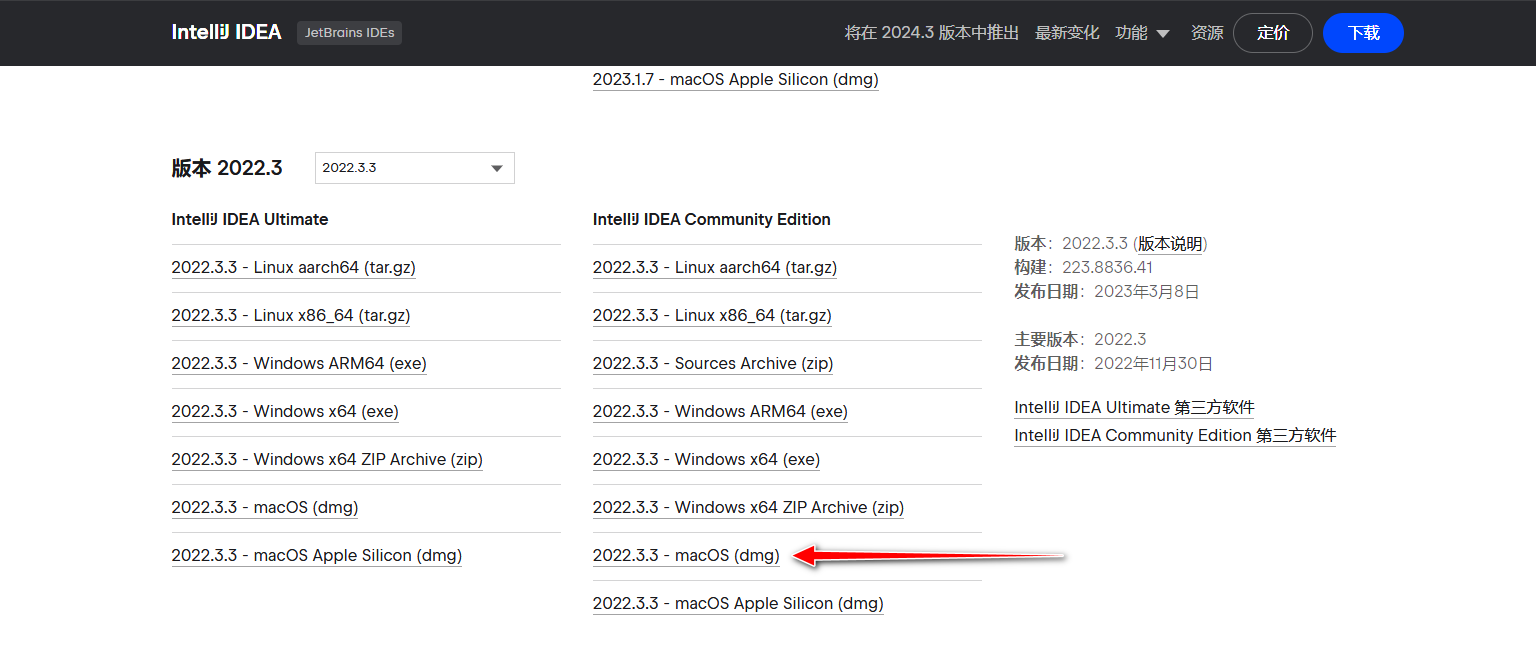 IntelliJ IDEA JetBrains IDEs 将在 2024.3 版本中推出 最新变化 功能 资源 定价 下载
2023.1.7 - macOS Apple Silicon (dmg)
版本 2022.3 2022.3.3
IntelliJ IDEA Ultimate
2022.3.3 - Linux aarch64 (tar.gz)
2022.3.3 - Linux x86_64 (tar.gz)
2022.3.3 - Windows ARM64 (exe)
2022.3.3 - Windows x64 (exe)
2022.3.3 - Windows x64 ZIP Archive (zip)
2022.3.3 - macOS (dmg)
2022.3.3 - macOS Apple Silicon (dmg)
IntelliJ IDEA Community Edition
2022.3.3 - Linux aarch64 (tar.gz)
2022.3.3 - Linux x86_64 (tar.gz)
2022.3.3 - Sources Archive (zip)
2022.3.3 - Windows ARM64 (exe)
2022.3.3 - Windows x64 (exe)
2022.3.3 - Windows x64 ZIP Archive (zip)
2022.3.3 - macOS (dmg)
2022.3.3 - macOS Apple Silicon (dmg)
版本： 2022.3.3 (版本说明)
构建： 223.8836.41
发布日期： 2023年3月8日
主要版本： 2022.3
发布日期： 2022年11月30日
IntelliJ IDEA Ultimate 第三方软件
IntelliJ IDEA Community Edition 第三方软件